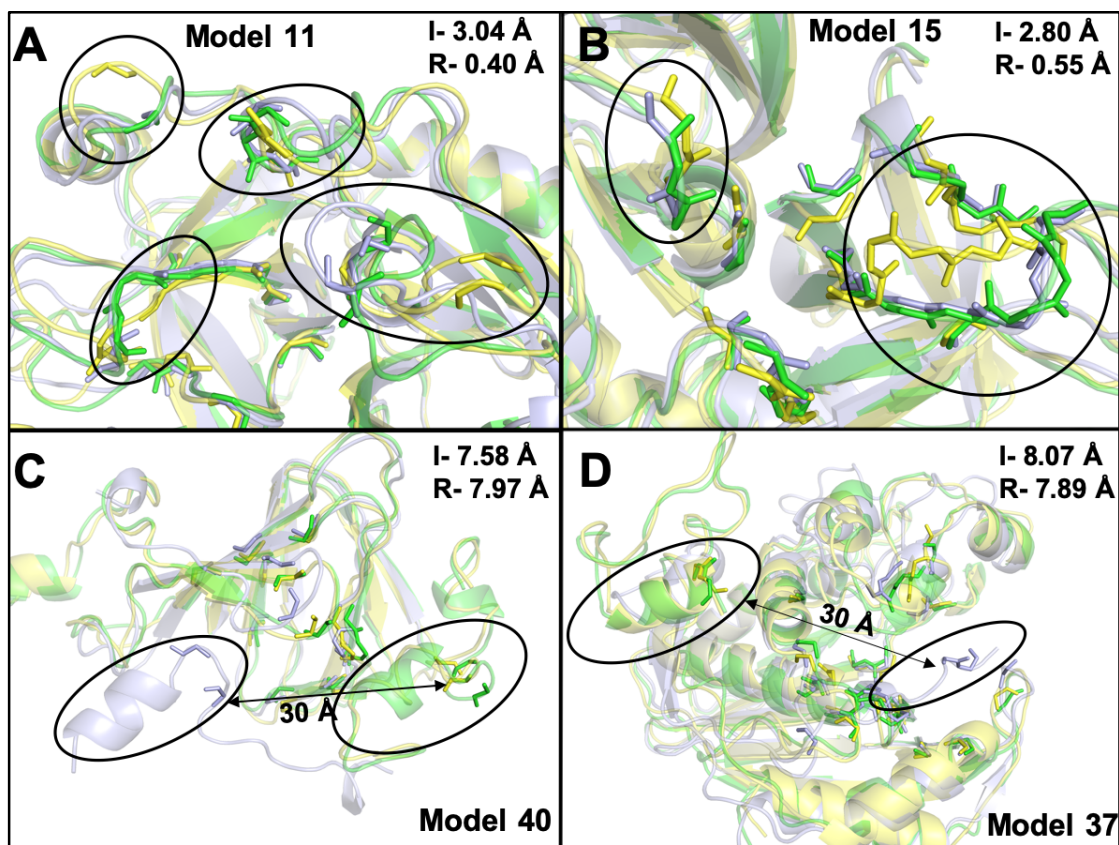 A
Model 11
I- 3.04 Å
R- 0.40 Å
B
Model 15
I- 2.80 Å
R- 0.55 Å
C
I- 7.58 Å
R- 7.97 Å
30 Å
Model 40
D
I- 8.07 Å
R- 7.89 Å
30 Å
Model 37